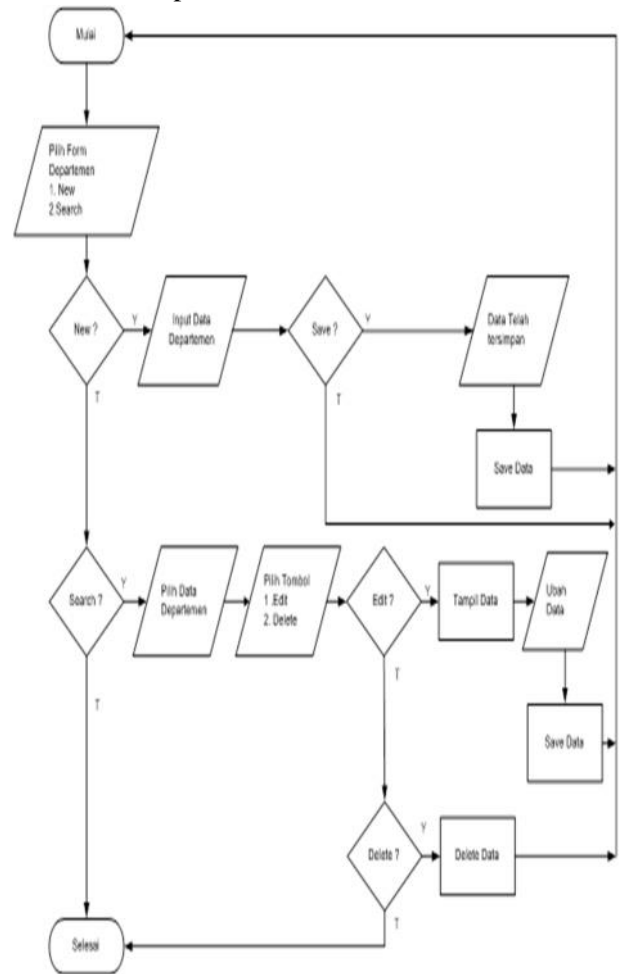 Mulai
Pilih Form
Departemen
1. New
2.Search
New ?
Y
Input Data
Departemen
Save ?
Y
Data Telah
tersimpan
T
T
Save Data
Search ?
Y
Pilih Data
Departemen
Pilih Tombol
1 .Edit
2. Delete
Edit ?
Y
Tampil Data
Ubah
Data
T
T
Save Data
Delete ?
Y
Delete Data
T
Selesai